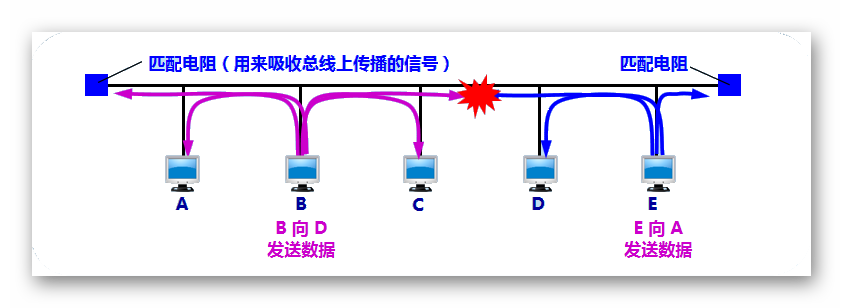 匹配电阻（用来吸收总线上传播的信号）
匹配电阻
A
B
C
D
E
B 向 D
发送数据
E 向 A
发送数据